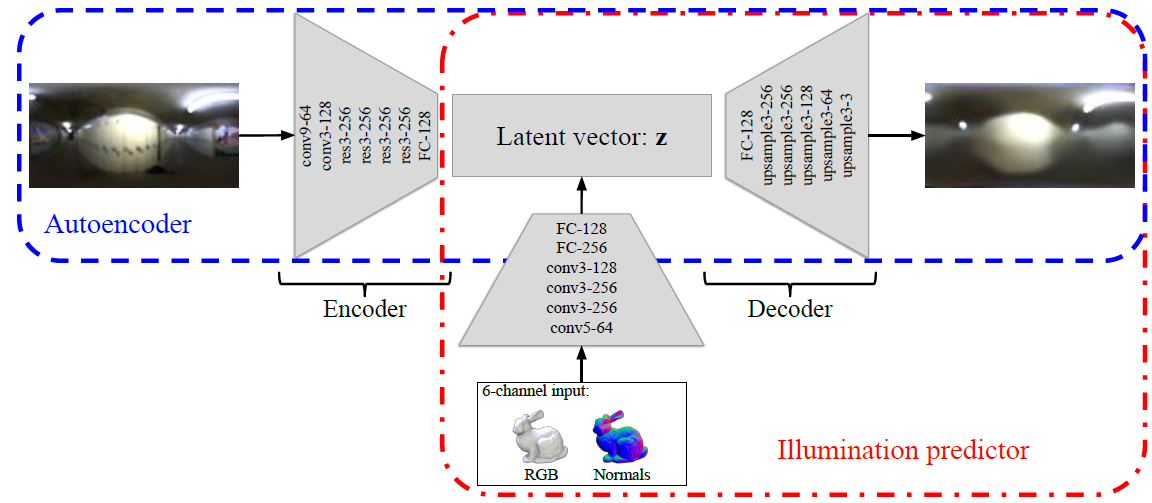 conv9-64
conv3-128
res3-256
res3-256
res3-256
res3-256
FC-128
Latent vector: z
FC-128
upsample3-256
upsample3-256
upsample3-128
upsample3-64
upsample3-3
Autoencoder
FC-128
FC-256
conv3-128
conv3-256
conv3-256
conv5-64
Encoder
Decoder
6-channel input:
RGB
Normals
Illumination predictor